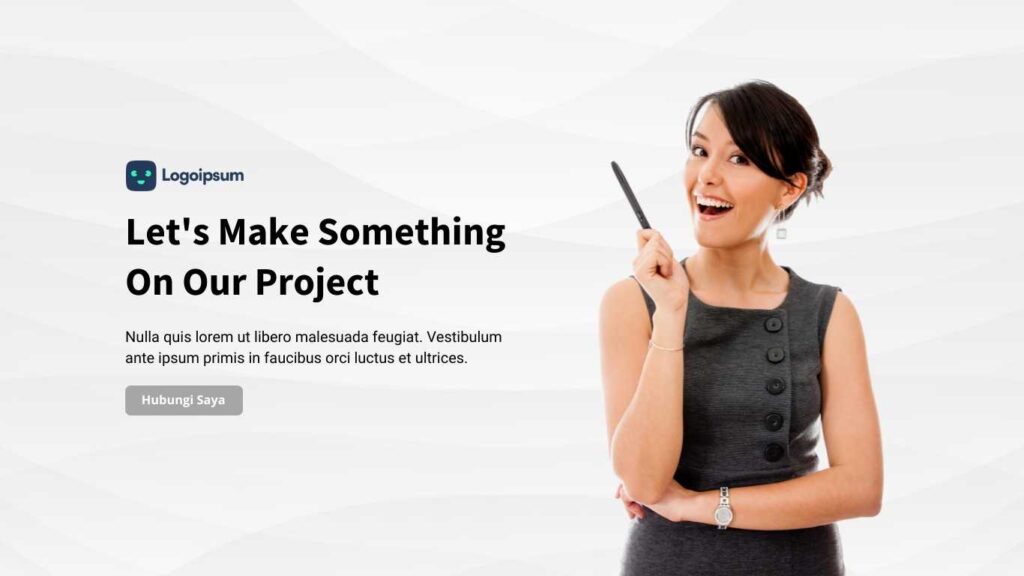 Logoipsum
Let's Make Something
On Our Project
Nulla quis lorem ut libero malesuada feugiat. Vestibulum
ante ipsum primis in faucibus orci luctus et ultrices.
Hubungi Saya